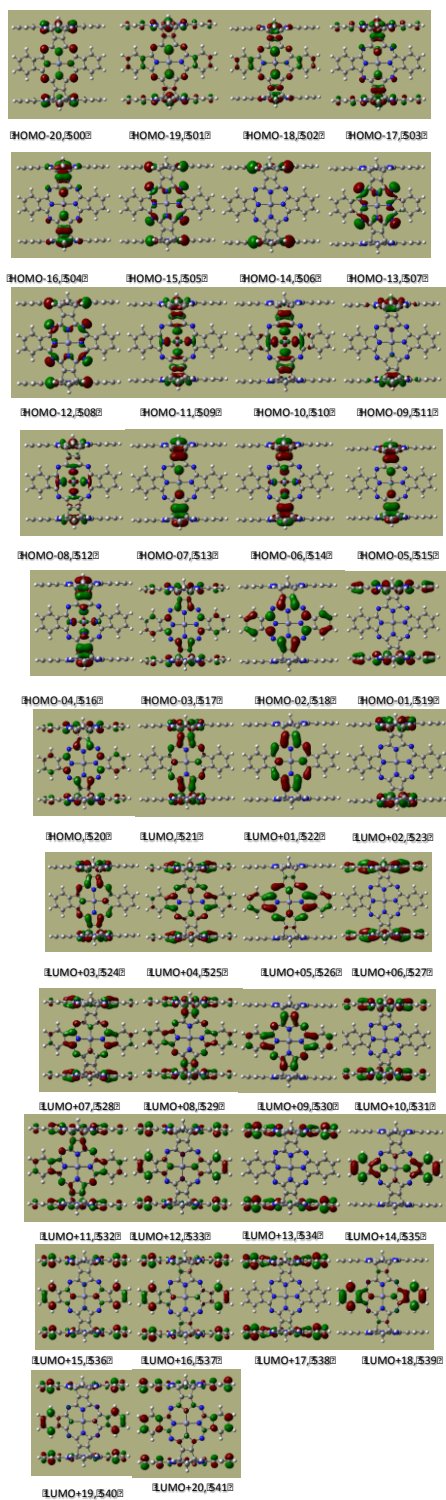 ⍰HOMO-20,⍰500⍰ ⍰HOMO-19,⍰501⍰ ⍰HOMO-18,⍰502⍰ ⍰HOMO-17,⍰503⍰
⍰HOMO-16,⍰504⍰ ⍰HOMO-15,⍰505⍰ ⍰HOMO-14,⍰506⍰ ⍰HOMO-13,⍰507⍰
⍰HOMO-12,⍰508⍰ ⍰HOMO-11,⍰509⍰ ⍰HOMO-10,⍰510⍰ ⍰HOMO-09,⍰511⍰
⍰HOMO-08,⍰512⍰ ⍰HOMO-07,⍰513⍰ ⍰HOMO-06,⍰514⍰ ⍰HOMO-05,⍰515⍰
⍰HOMO-04,⍰516⍰ ⍰HOMO-03,⍰517⍰ ⍰HOMO-02,⍰518⍰ ⍰HOMO-01,⍰519⍰
⍰HOMO,⍰520⍰ ⍰LUMO,⍰521⍰ ⍰LUMO+01,⍰522⍰ ⍰LUMO+02,⍰523⍰
⍰LUMO+03,⍰524⍰ ⍰LUMO+04,⍰525⍰ ⍰LUMO+05,⍰526⍰ ⍰LUMO+06,⍰527⍰
⍰LUMO+07,⍰528⍰ ⍰LUMO+08,⍰529⍰ ⍰LUMO+09,⍰530⍰ ⍰LUMO+10,⍰531⍰
⍰LUMO+11,⍰532⍰ ⍰LUMO+12,⍰533⍰ ⍰LUMO+13,⍰534⍰ ⍰LUMO+14,⍰535⍰
⍰LUMO+15,⍰536⍰ ⍰LUMO+16,⍰537⍰ ⍰LUMO+17,⍰538⍰ ⍰LUMO+18,⍰539⍰
⍰LUMO+19,⍰540⍰ ⍰LUMO+20,⍰541⍰